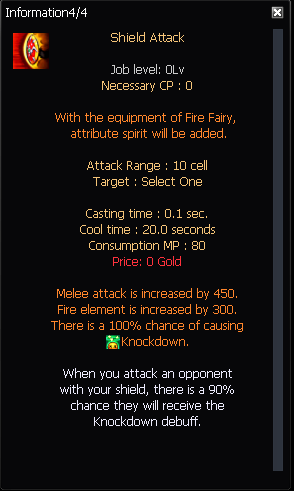 Information4/4
Shield Attack
Job level: 0Lv
Necessary CP : 0
With the equipment of Fire Fairy,
attribute spirit will be added.
Attack Range : 10 cell
Target : Select One
Casting time : 0.1 sec.
Cool time : 20.0 seconds
Consumption MP : 80
Price: 0 Gold
Melee attack is increased by 450.
Fire element is increased by 300.
There is a 100% chance of causing
Knockdown.
When you attack an opponent
with your shield, there is a 90%
chance they will receive the
Knockdown debuff.